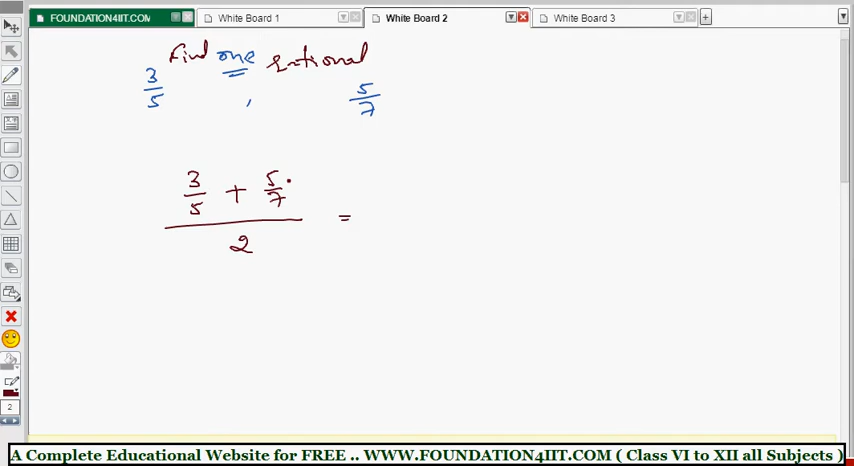 FOUNDATION4IIT.COM White Board 1 White Board 2 White Board 3
Find one rational
3/5 , 5/7
3/5 + 5/7
=
2
2
A Complete Educational Website for FREE .. WWW.FOUNDATION4IIT.COM ( Class VI to XII all Subjects )